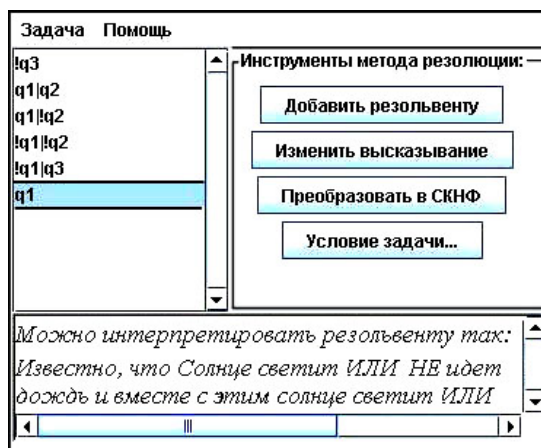 Задача Помощь
!q3
q1|q2
q1|!q2
!q1|!q2
!q1|q3
q1
Инструменты метода резолюции:
Добавить резольвенту
Изменить высказывание
Преобразовать в СКНФ
Условие задачи...
Можно интерпретировать резольвенту так:
Известно, что Солнце светит ИЛИ НЕ идет
дождь и вместе с этим солнце светит ИЛИ